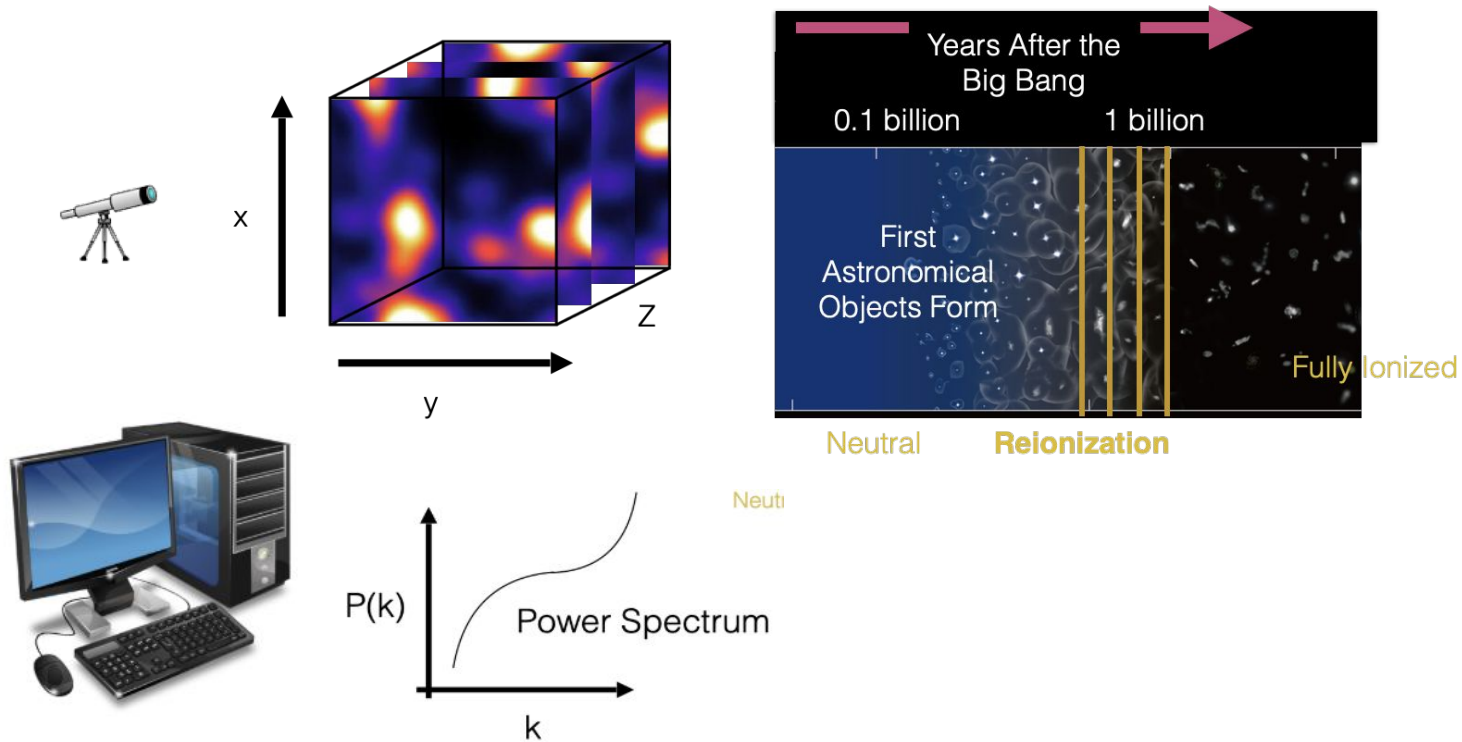 x
y
Z
Years After the
Big Bang
0.1 billion
1 billion
First
Astronomical
Objects Form
Fully Ionized
Neutral
Reionization
Neut
P(k)
Power Spectrum
k